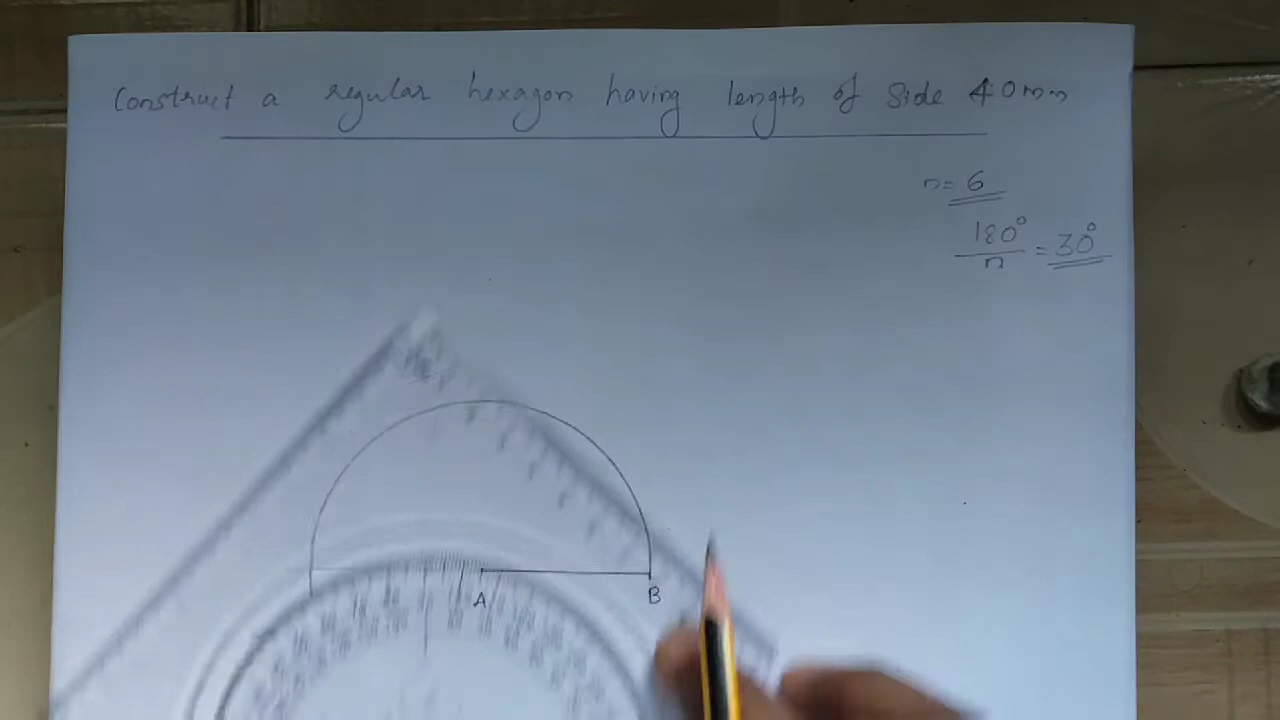 Construct a regular hexagon having length of Side 40mm
n= 6
180° / n = 30°
A
B